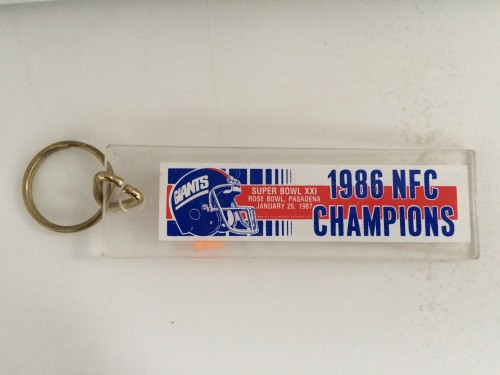 GIANTS
SUPER BOWL XXI
ROSE BOWL, PASADENA
JANUARY 25, 1987
1986 NFC
CHAMPIONS